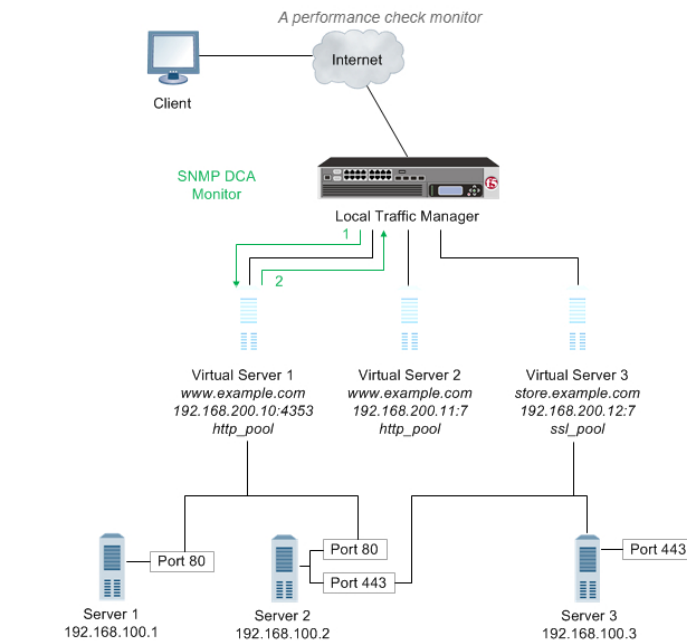 A performance check monitor
Internet
Client
SNMP DCA
Monitor
Local Traffic Manager
1
2
Virtual Server 1
www.example.com
192.168.200.10:4353
http_pool
Virtual Server 2
www.example.com
192.168.200.11:7
http_pool
Virtual Server 3
store.example.com
192.168.200.12:7
ssl_pool
Port 80
Port 80
Port 443
Port 443
Server 1
192.168.100.1
Server 2
192.168.100.2
Server 3
192.168.100.3